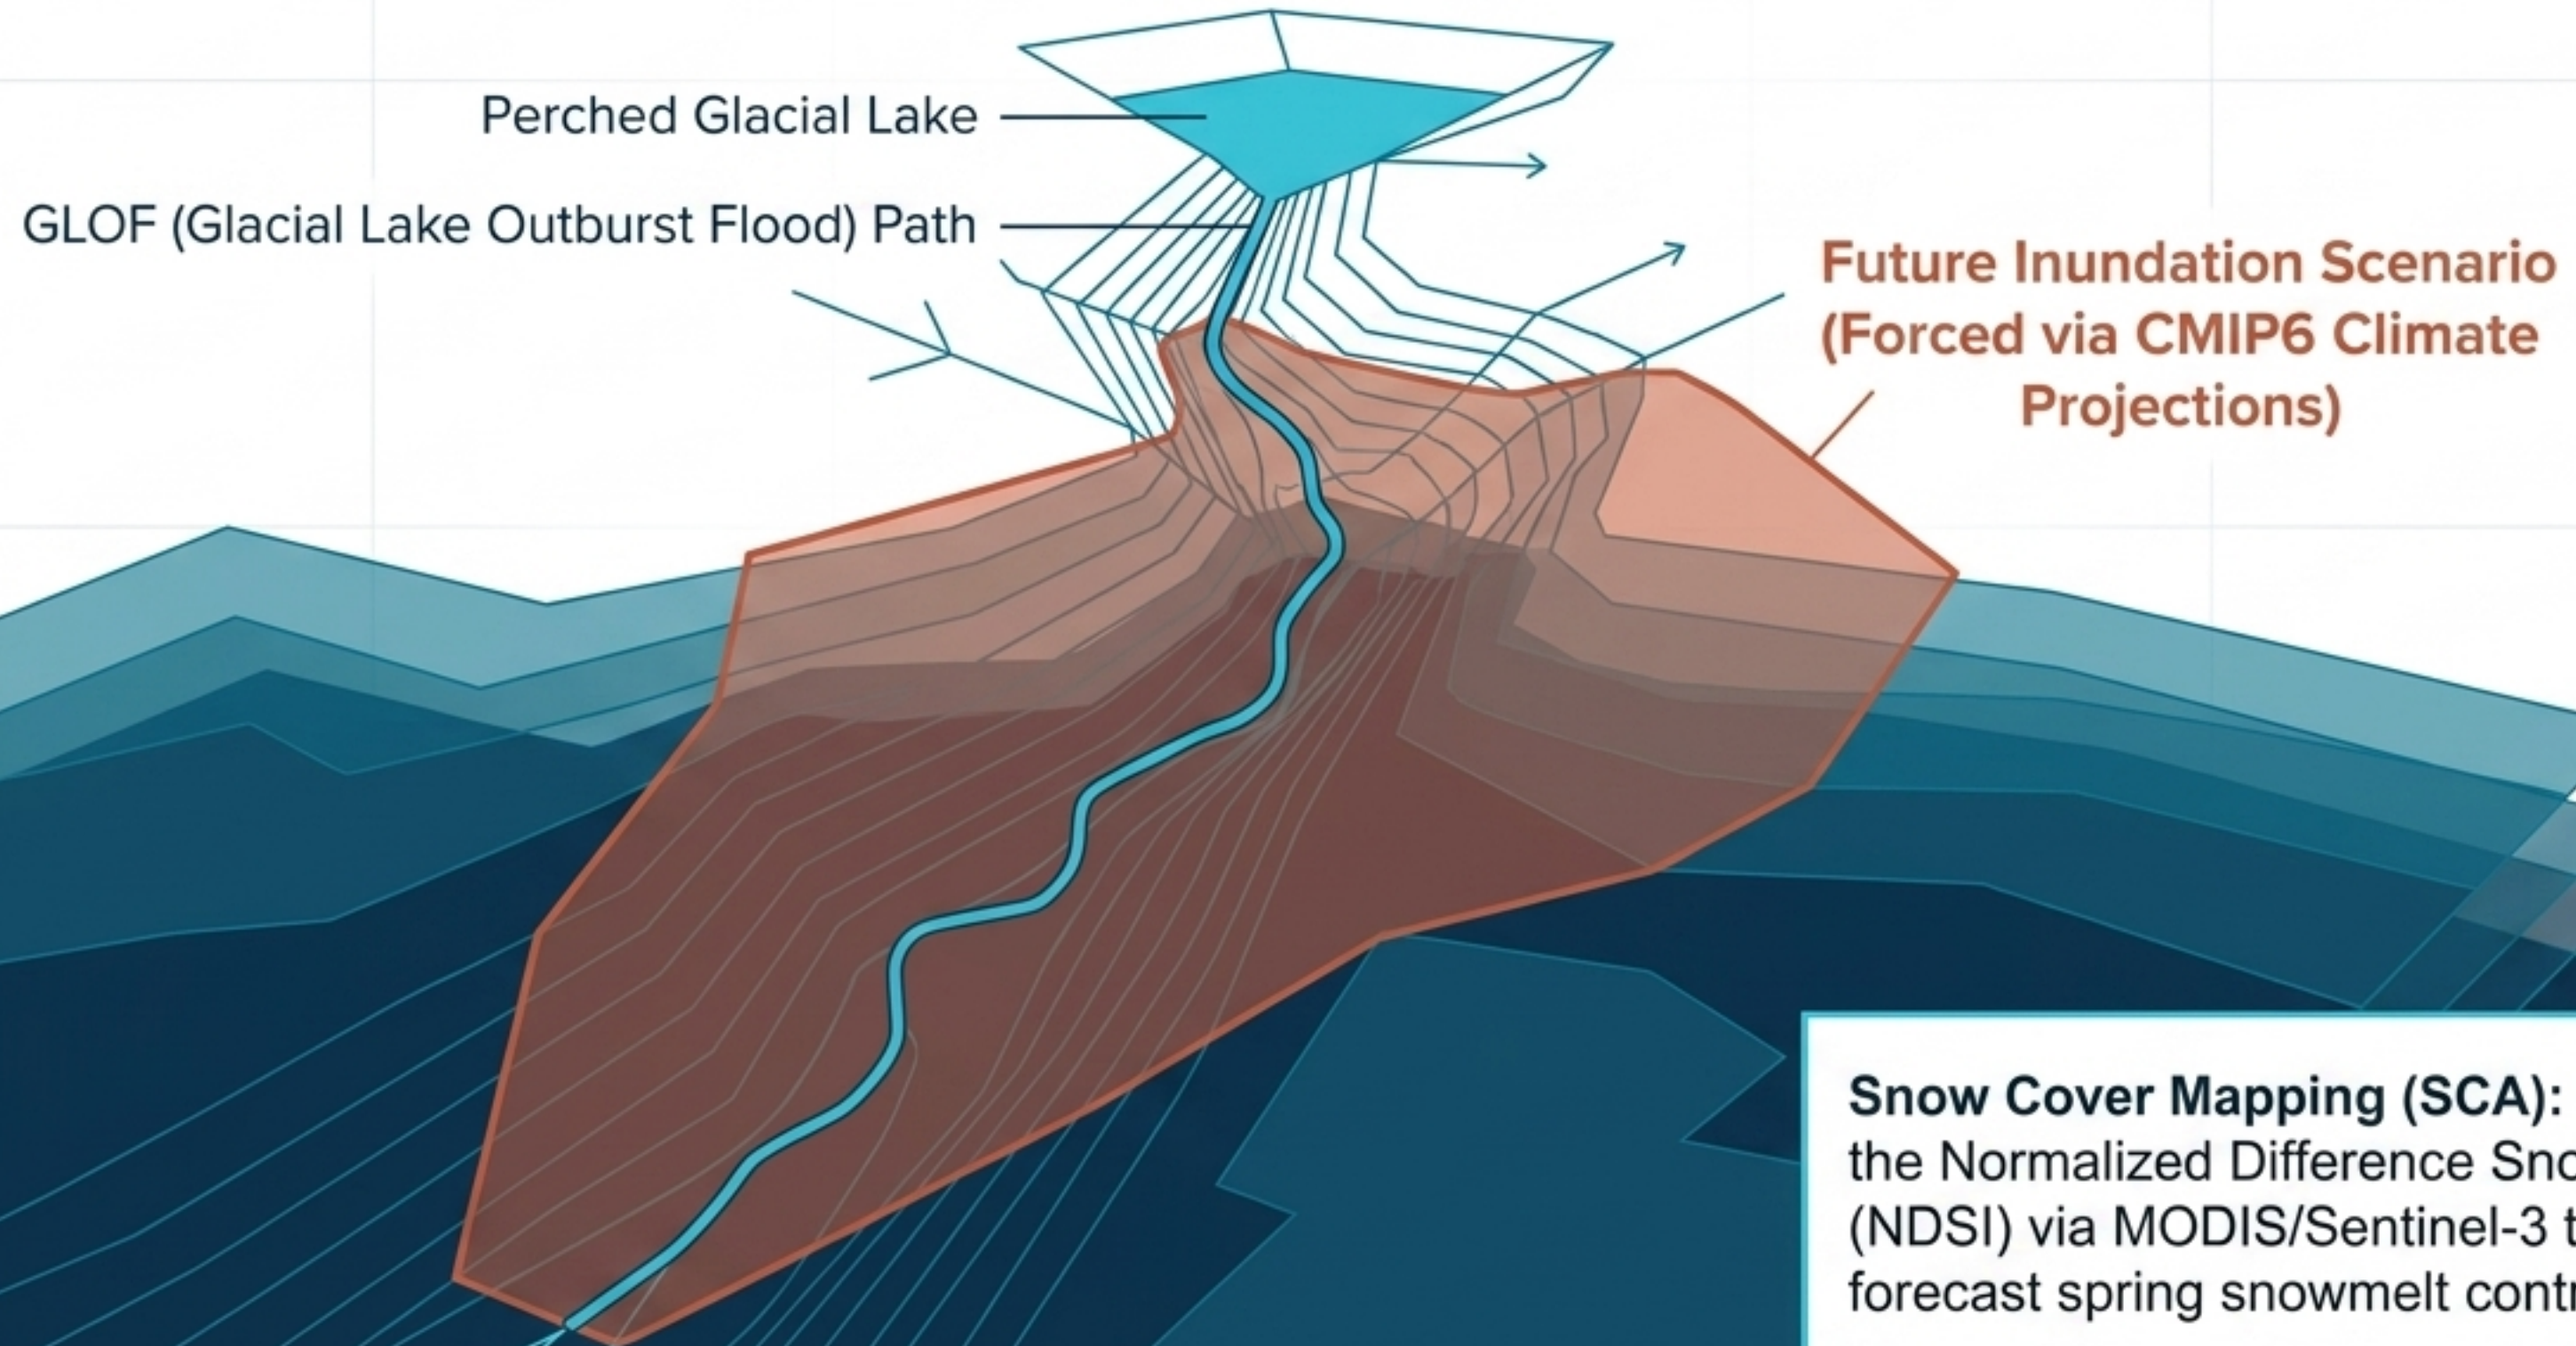 Perched Glacial Lake
GLOF (Glacial Lake Outburst Flood) Path
Future Inundation Scenario
(Forced via CMIP6 Climate
Projections)
Snow Cover Mapping (SCA):
the Normalized Difference
(NDSI) via MODIS/Sentinel-3
forecast spring snowmelt